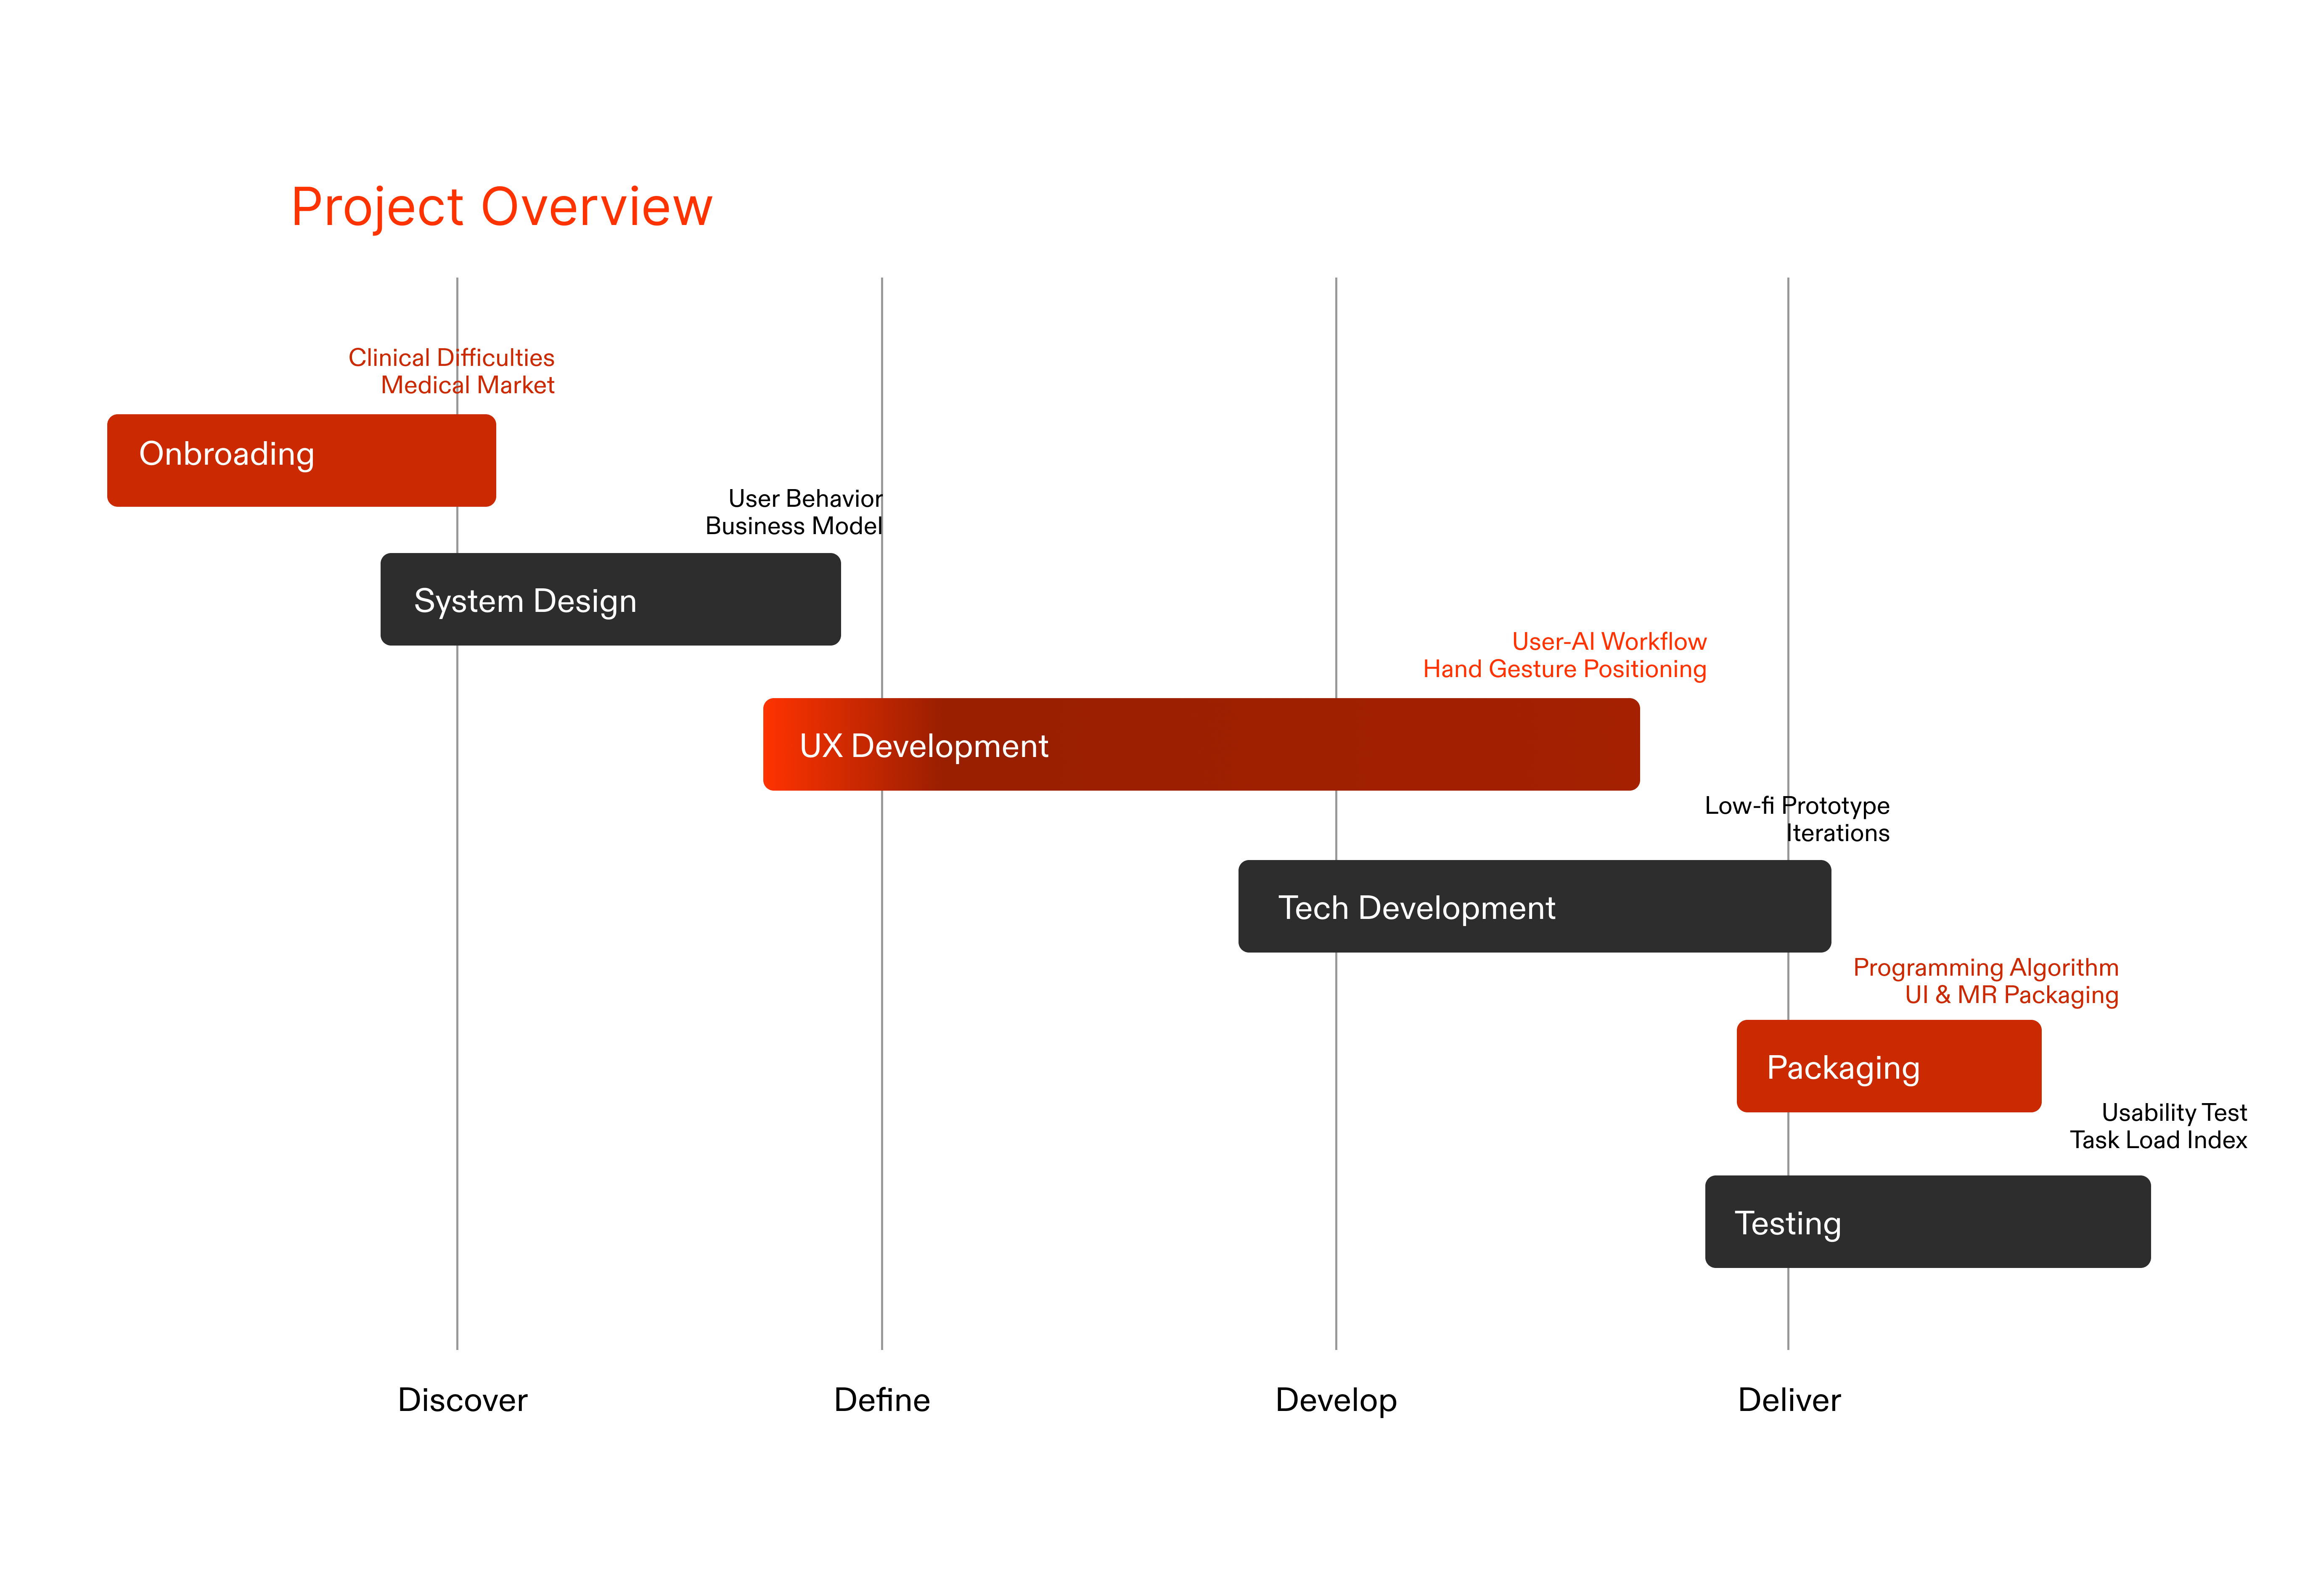 Project Overview
Clinical Difficulties
Medical Market
Onbroading
User Behavior
Business Model
System Design
User-AI Workflow
Hand Gesture Positioning
UX Development
Low-fi Prototype
Iterations
Tech Development
Programming Algorithm
UI & MR Packaging
Packaging
Usability Test
Task Load Index
Testing
Discover
Define
Develop
Deliver